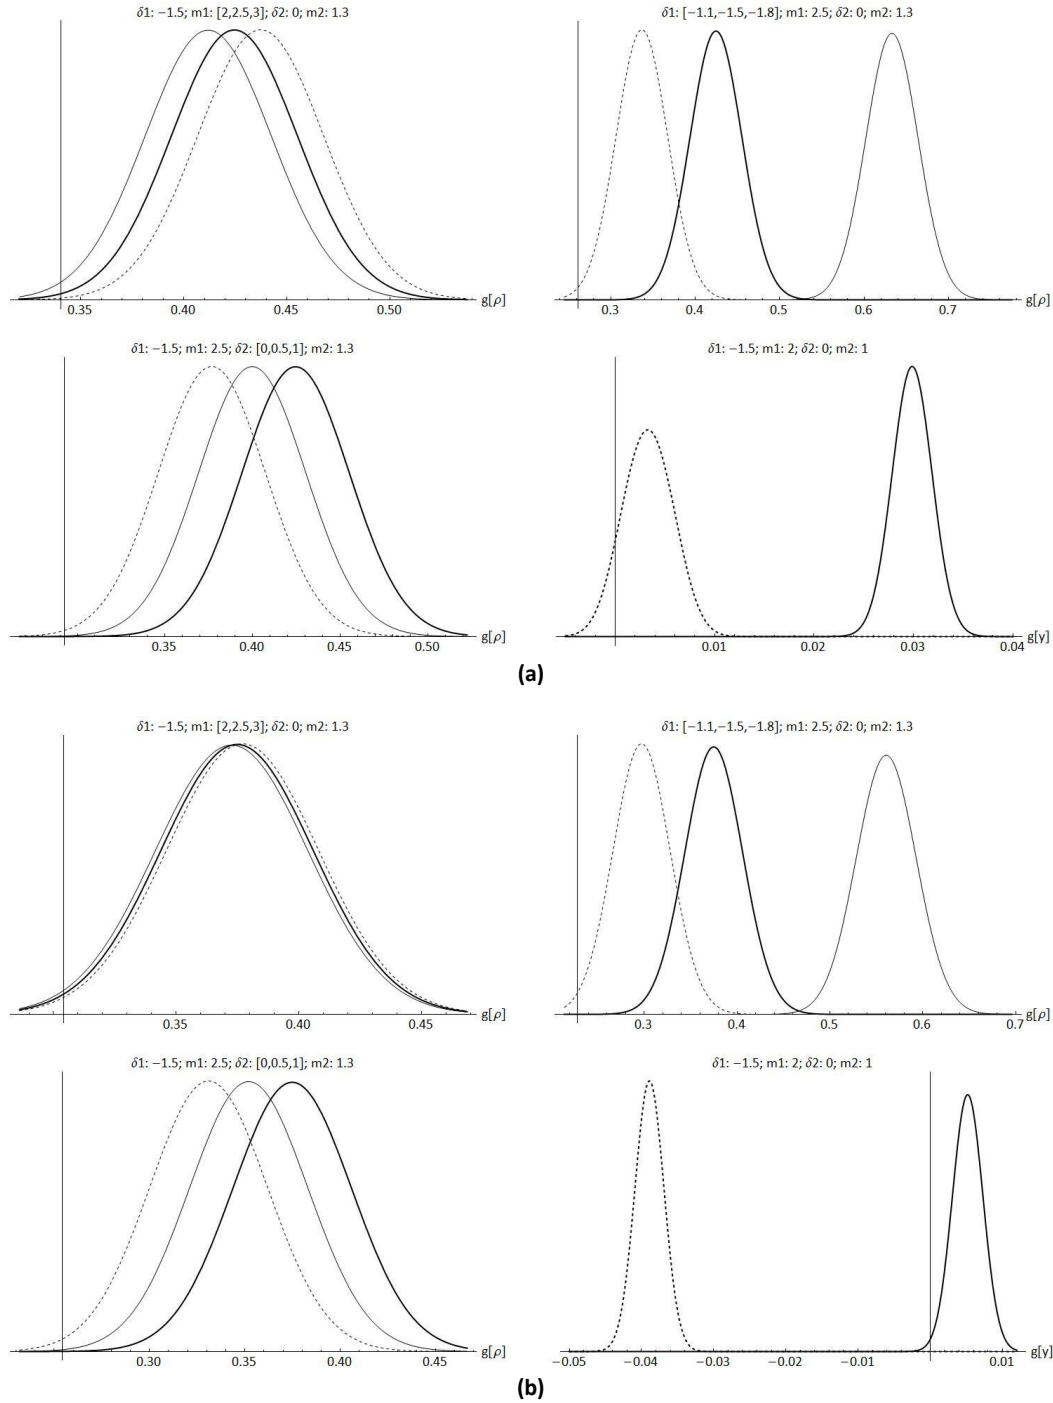 δ1: −1.5; m1: [2,2.5,3]; δ2: 0; m2: 1.3
0.35 0.40 0.45 0.50 g[ρ]
δ1: [−1.1,−1.5,−1.8]; m1: 2.5; δ2: 0; m2: 1.3
0.3 0.4 0.5 0.6 0.7 g[ρ]
δ1: −1.5; m1: 2.5; δ2: [0,0.5,1]; m2: 1.3
0.35 0.40 0.45 0.50 g[ρ]
δ1: −1.5; m1: 2; δ2: 0; m2: 1
0.01 0.02 0.03 0.04 g[γ]
(a)
δ1: −1.5; m1: [2,2.5,3]; δ2: 0; m2: 1.3
0.35 0.40 0.45 g[ρ]
δ1: [−1.1,−1.5,−1.8]; m1: 2.5; δ2: 0; m2: 1.3
0.3 0.4 0.5 0.6 0.7 g[ρ]
δ1: −1.5; m1: 2.5; δ2: [0,0.5,1]; m2: 1.3
0.30 0.35 0.40 0.45 g[ρ]
δ1: −1.5; m1: 2; δ2: 0; m2: 1
−0.05 −0.04 −0.03 −0.02 −0.01 0.01 g[γ]
(b)